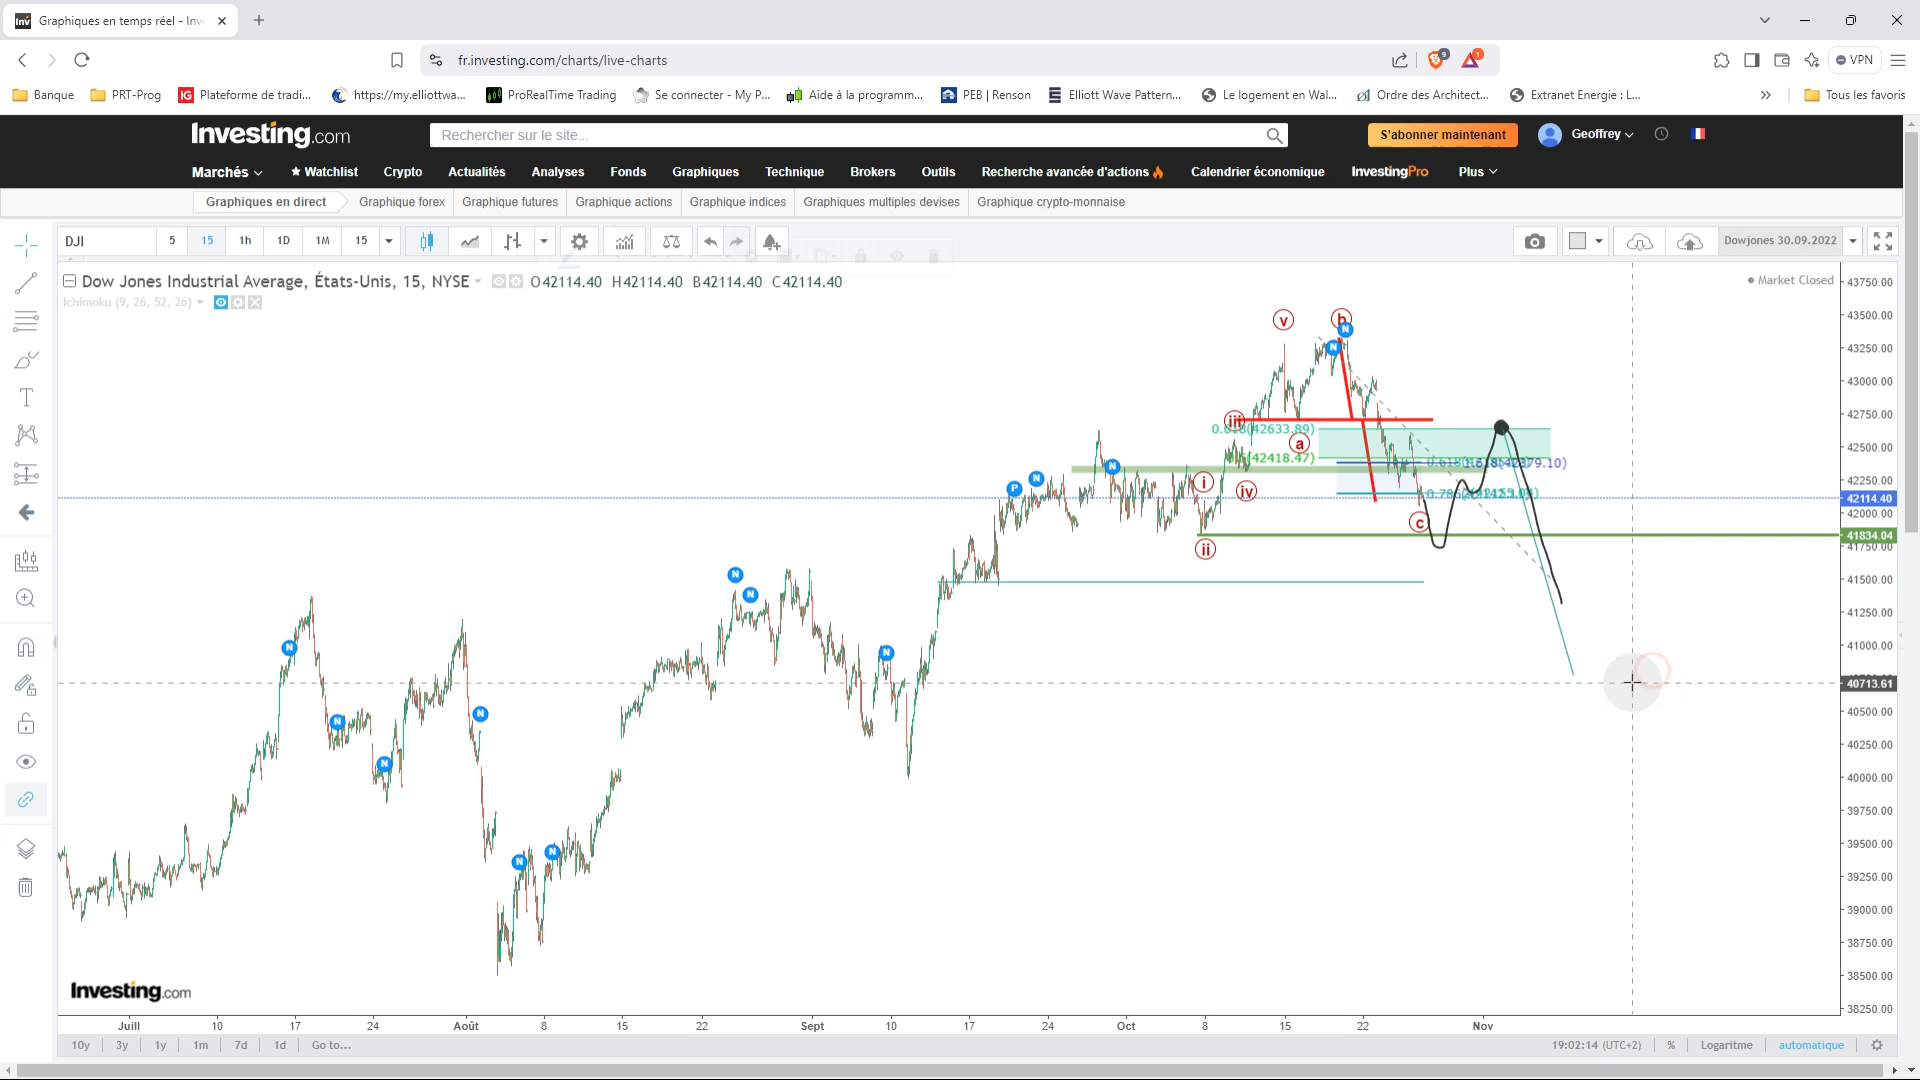 Graphiques en temps réel - Inv
fr.investing.com/charts/live-charts
9
1
VPN
Banque
PRT-Prog
IG Plateforme de tradi...
https://my.elliottwa...
ProRealTime Trading
Se connecter - My P...
Aide à la programm...
PEB | Renson
Elliott Wave Pattern...
Le logement en Wal...
Ordre des Architect...
Extranet Energie : L...
Tous les favoris
Investing.com
Rechercher sur le site...
S'abonner maintenant
Geoffrey
Marchés
Watchlist
Crypto
Actualités
Analyses
Fonds
Graphiques
Technique
Brokers
Outils
Recherche avancée d'actions
Calendrier économique
InvestingPro
Plus
Graphiques en direct
Graphique forex
Graphique futures
Graphique actions
Graphique indices
Graphiques multiples devises
Graphique crypto-monnaise
DJI
5
15
1h
1D
1M
15
Dowjones 30.09.2022
Dow Jones Industrial Average, États-Unis, 15, NYSE
O42114.40 H42114.40 B42114.40 C42114.40
Market Closed
Ichimoku (9, 26, 52, 26)
43750.00
43500.00
43250.00
43000.00
42750.00
42500.00
42250.00
42114.40
42000.00
41834.04
41750.00
41500.00
41250.00
41000.00
40713.61
40500.00
40250.00
40000.00
39750.00
39500.00
39250.00
39000.00
38750.00
38500.00
38250.00
v
b
N
N
iii
0.618(42633.89)
a
(42418.47)
1.618(42379.10)
i
iv
c
ii
P
N
N
N
N
N
N
N
N
N
N
N
N
Investing.com
Juill
10
17
24
Août
8
15
22
Sept
10
17
24
Oct
8
15
22
Nov
10y
3y
1y
1m
7d
1d
Go to...
19:02:14 (UTC+2)
%
Logaritme
automatique